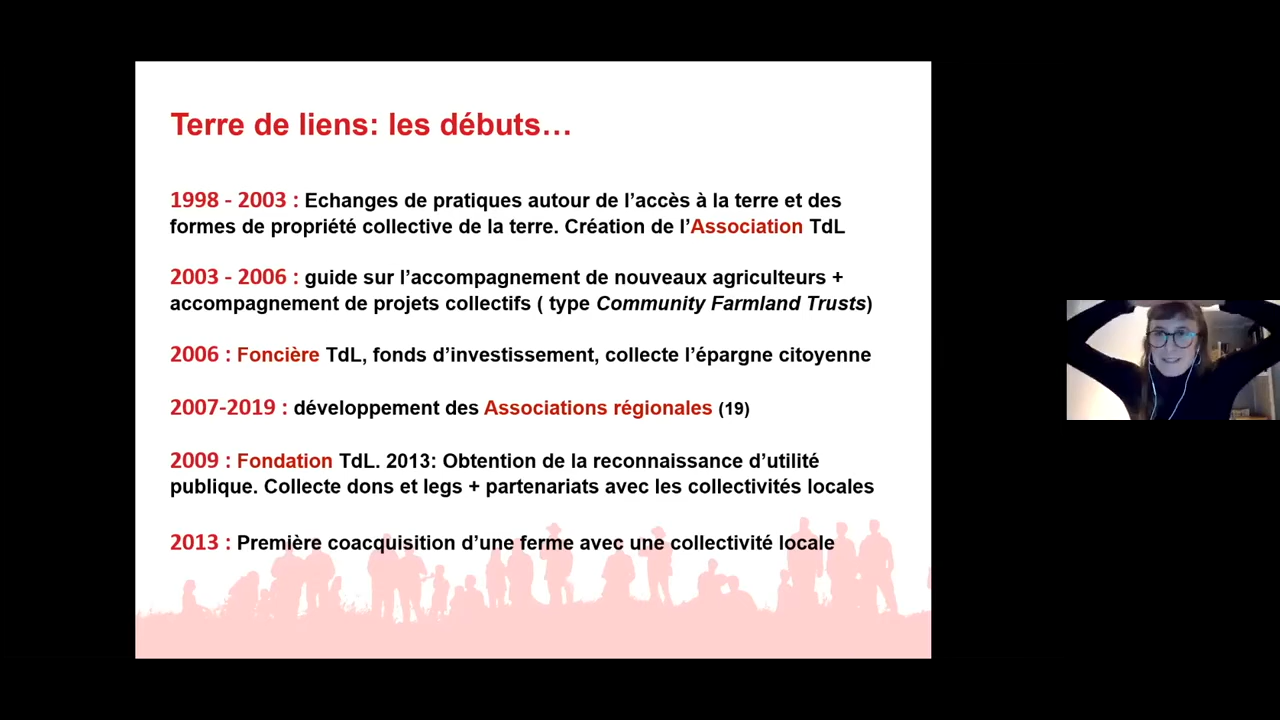 Terre de liens: les débuts…
1998 - 2003 : Echanges de pratiques autour de l’accès à la terre et des
formes de propriété collective de la terre. Création de l’Association TdL
2003 - 2006 : guide sur l’accompagnement de nouveaux agriculteurs +
accompagnement de projets collectifs ( type Community Farmland Trusts)
2006 : Foncière TdL, fonds d’investissement, collecte l’épargne citoyenne
2007-2019 : développement des Associations régionales (19)
2009 : Fondation TdL. 2013: Obtention de la reconnaissance d’utilité
publique. Collecte dons et legs + partenariats avec les collectivités locales
2013 : Première coacquisition d’une ferme avec une collectivité locale